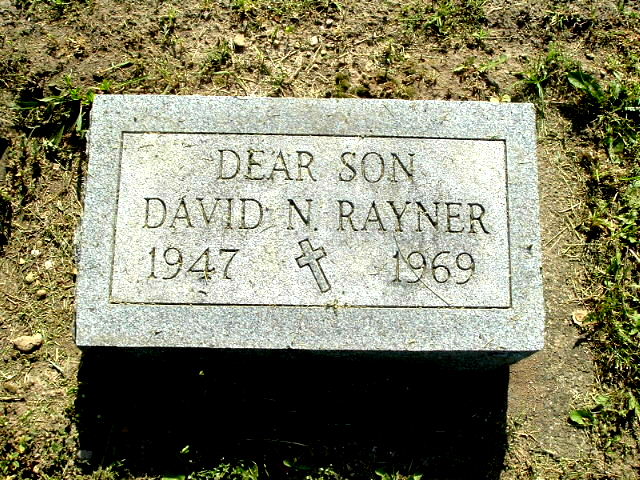 DEAR SON
DAVID N. RAYNER
1947 1969